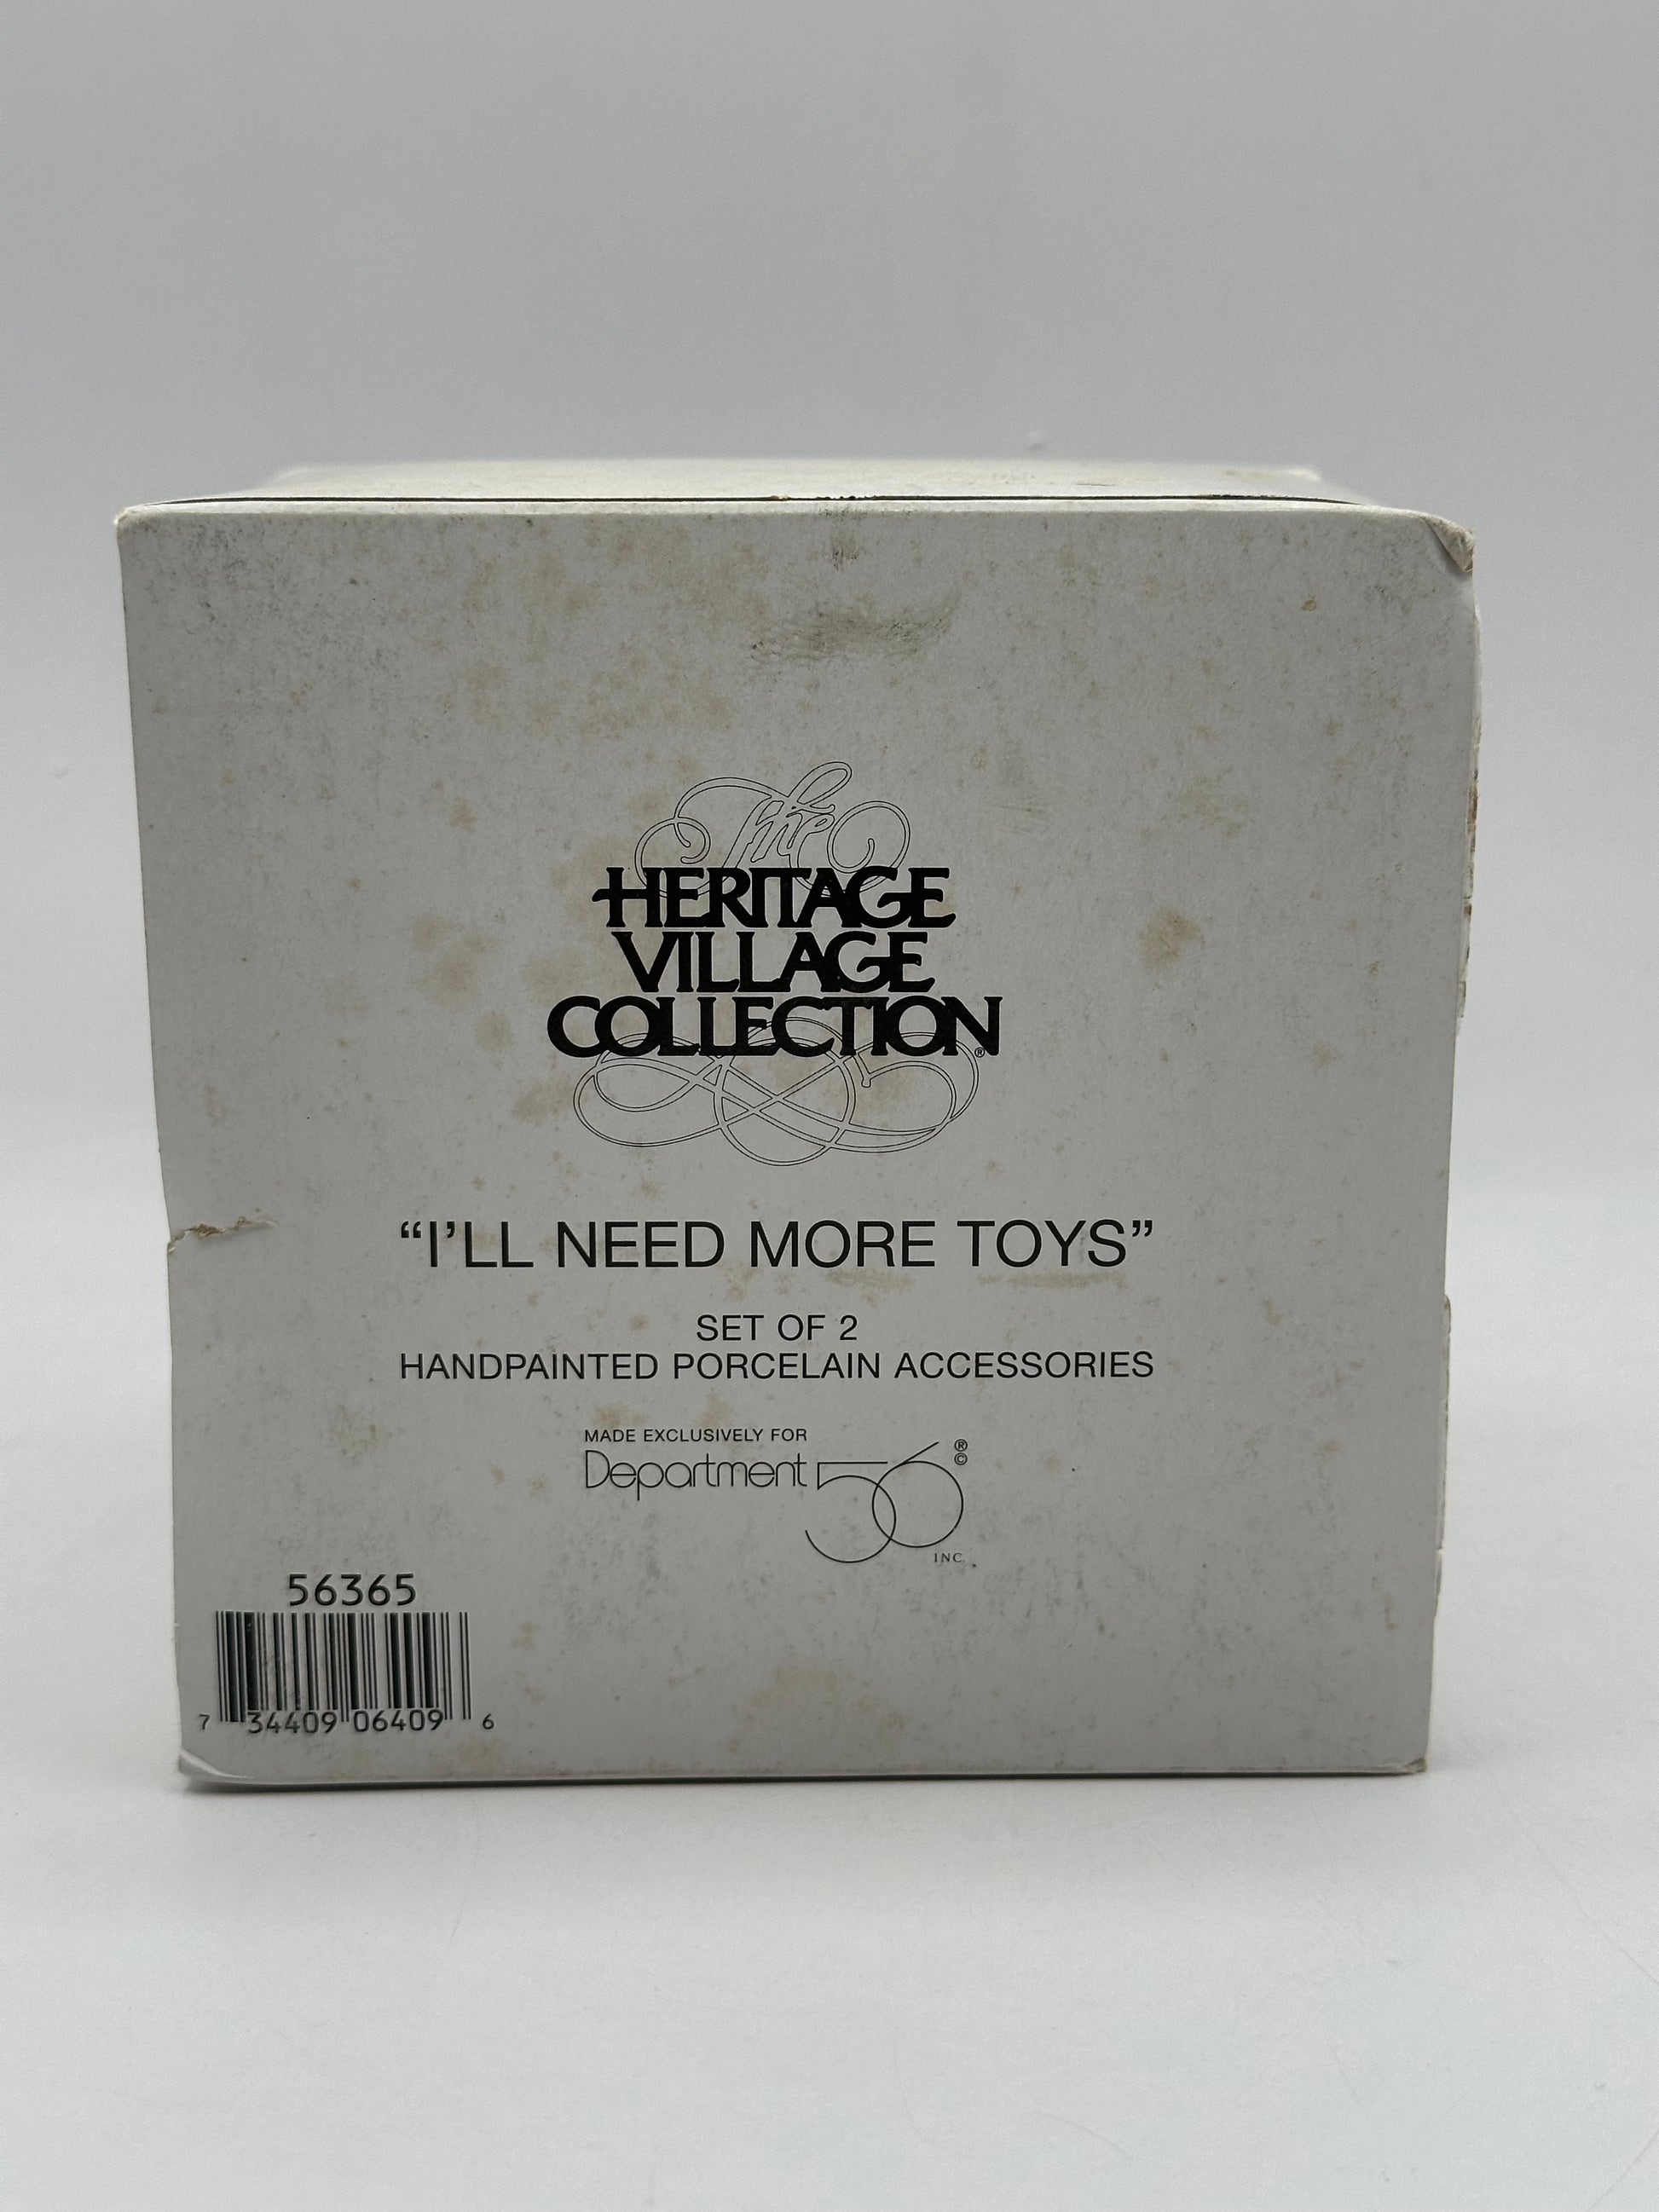 The
HERITAGE
VILLAGE
COLLECTION®
“I’LL NEED MORE TOYS”
SET OF 2
HANDPAINTED PORCELAIN ACCESSORIES
MADE EXCLUSIVELY FOR
Department 56 ®
©
INC.
56365
7 34409 06409 6